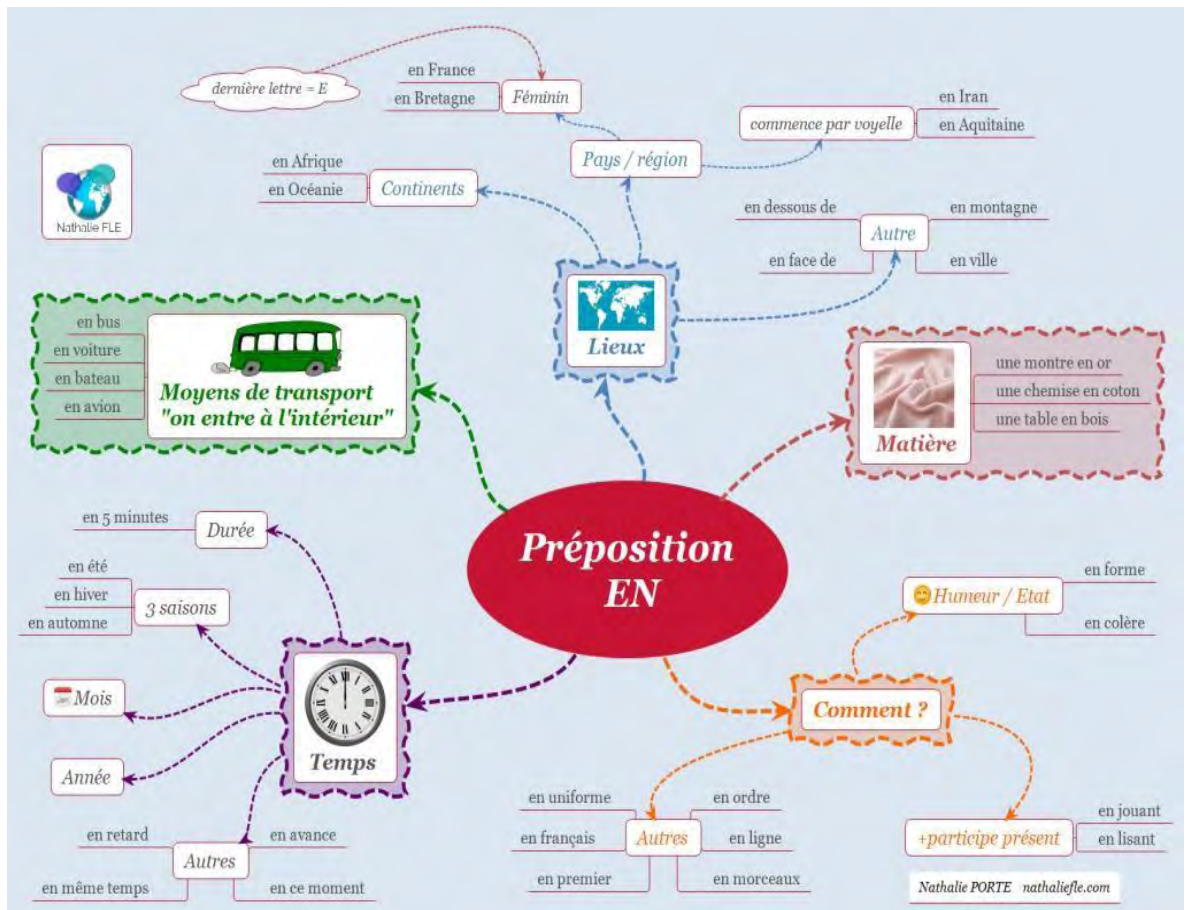 dernière lettre = E
en France
en Bretagne
Féminin
Pays / région
commence par voyelle
en Iran
en Aquitaine
en Afrique
en Océanie
Continents
Nathalie FLE
en dessous de
en face de
Autre
en montagne
en ville
Lieux
en bus
en voiture
en bateau
en avion
Moyens de transport
"on entre à l'intérieur"
Matière
une montre en or
une chemise en coton
une table en bois
Préposition
EN
en 5 minutes
Durée
en été
en hiver
en automne
3 saisons
Mois
Année
Temps
en retard
en même temps
Autres
en avance
en ce moment
Humeur / Etat
en forme
en colère
Comment ?
en uniforme
en français
en premier
Autres
en ordre
en ligne
en morceaux
+participe présent
en jouant
en lisant
Nathalie PORTE nathaliefle.com